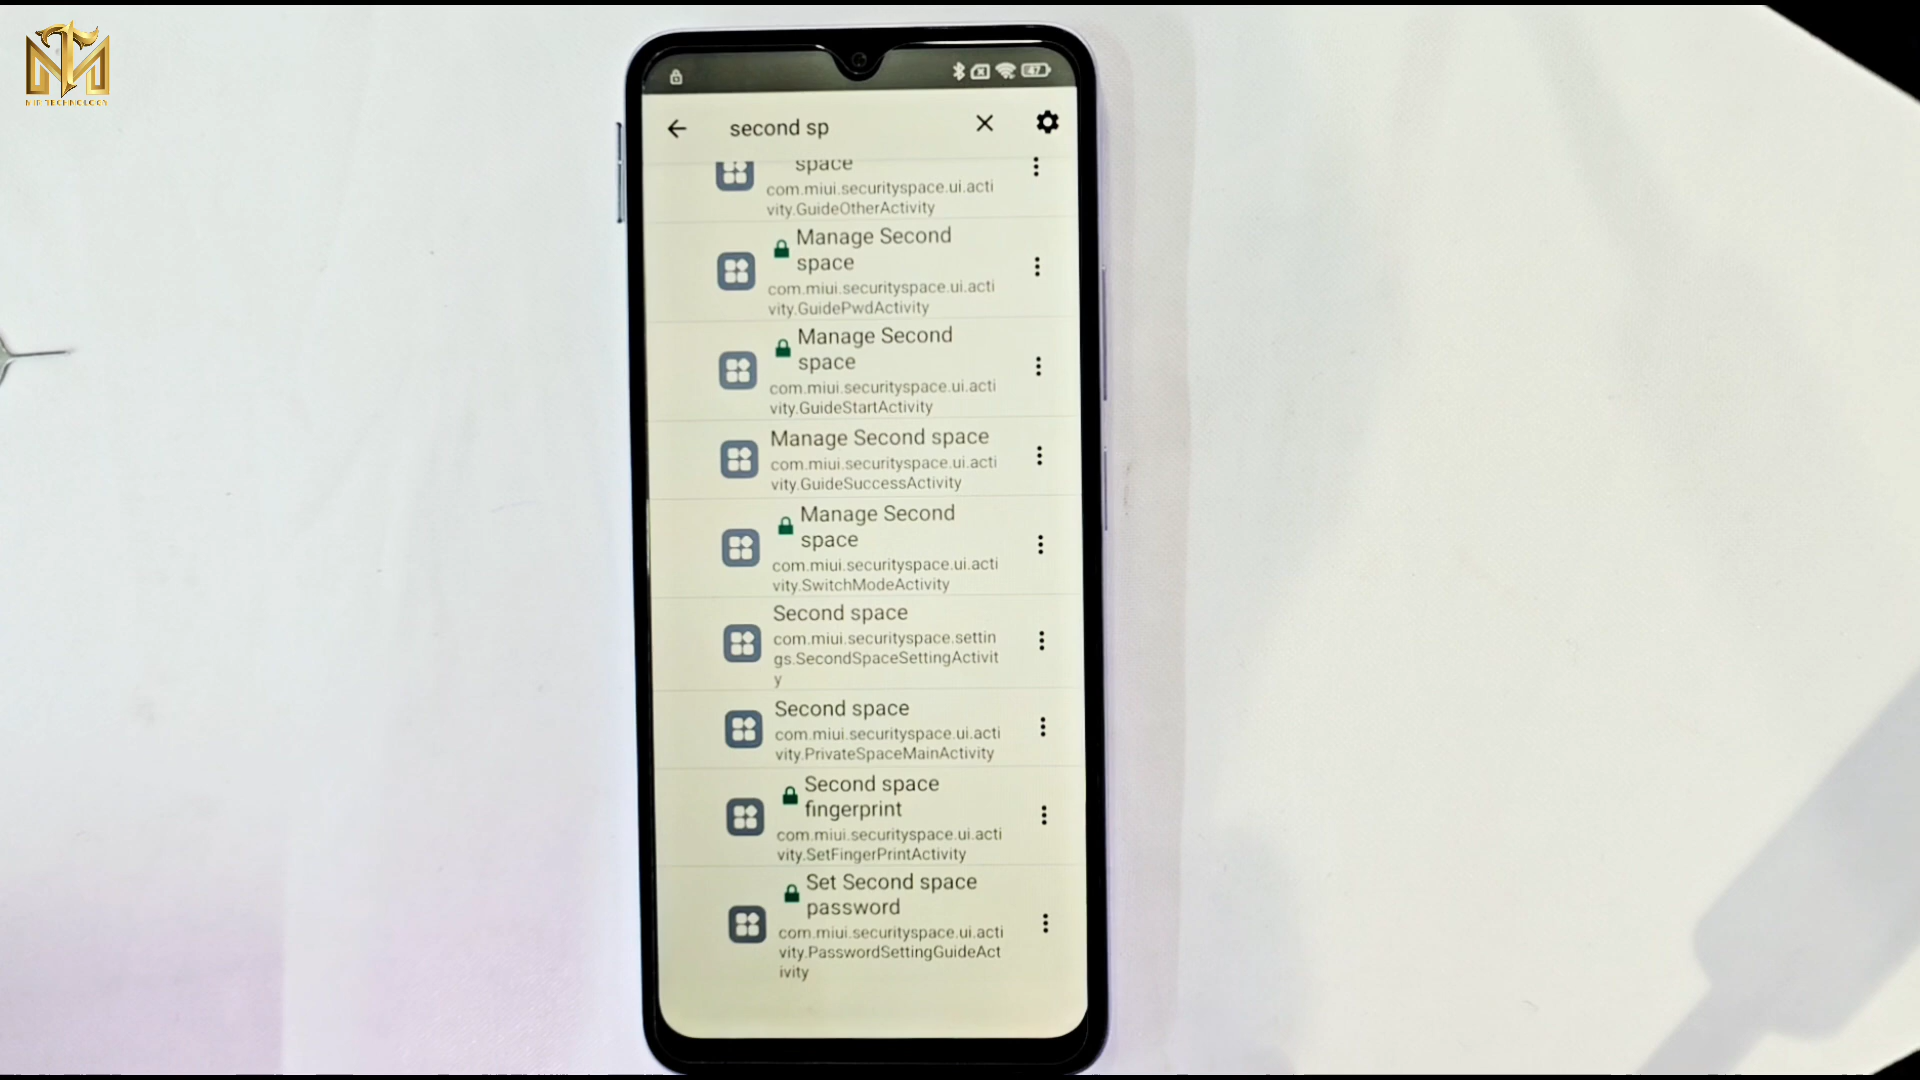 MR TECHNOLOGY
47
second sp
space
com.miui.securityspace.ui.acti
vity.GuideOtherActivity
Manage Second
space
com.miui.securityspace.ui.acti
vity.GuidePwdActivity
Manage Second
space
com.miui.securityspace.ui.acti
vity.GuideStartActivity
Manage Second space
com.miui.securityspace.ui.acti
vity.GuideSuccessActivity
Manage Second
space
com.miui.securityspace.ui.acti
vity.SwitchModeActivity
Second space
com.miui.securityspace.settin
gs.SecondSpaceSettingActivit
y
Second space
com.miui.securityspace.ui.acti
vity.PrivateSpaceMainActivity
Second space
fingerprint
com.miui.securityspace.ui.acti
vity.SetFingerPrintActivity
Set Second space
password
com.miui.securityspace.ui.acti
vity.PasswordSettingGuideAct
ivity